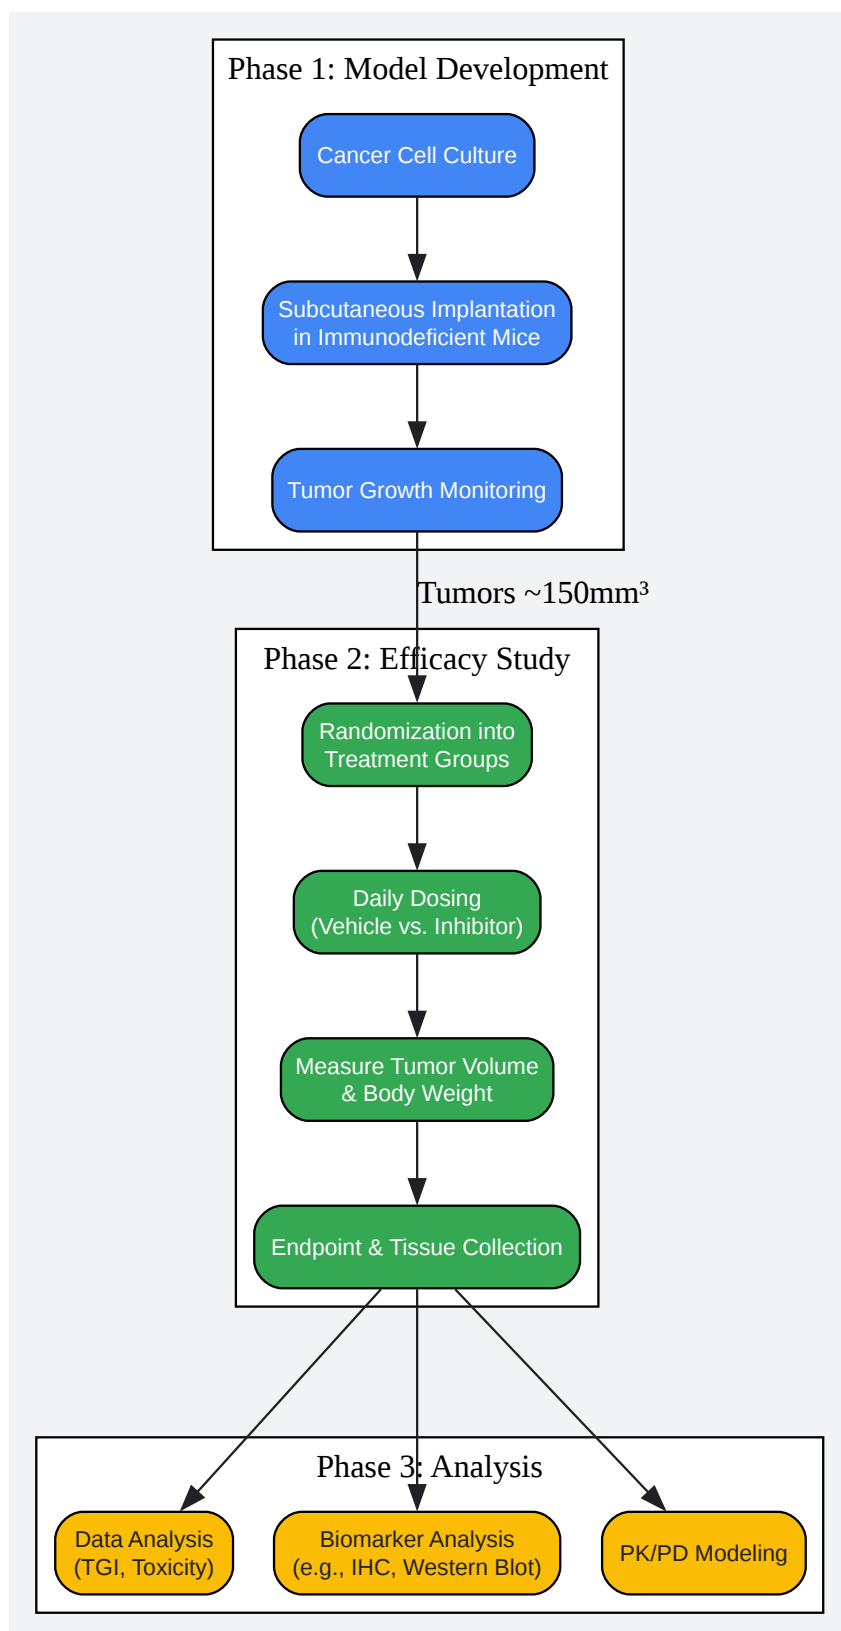 Phase 1: Model Development
Cancer Cell Culture
Subcutaneous Implantation
in Immunodeficient Mice
Tumor Growth Monitoring
Tumors ~150mm³
Phase 2: Efficacy Study
Randomization into
Treatment Groups
Daily Dosing
(Vehicle vs. Inhibitor)
Measure Tumor Volume
& Body Weight
Endpoint & Tissue Collection
Phase 3: Analysis
Data Analysis
(TGI, Toxicity)
Biomarker Analysis
(e.g., IHC, Western Blot)
PK/PD Modeling